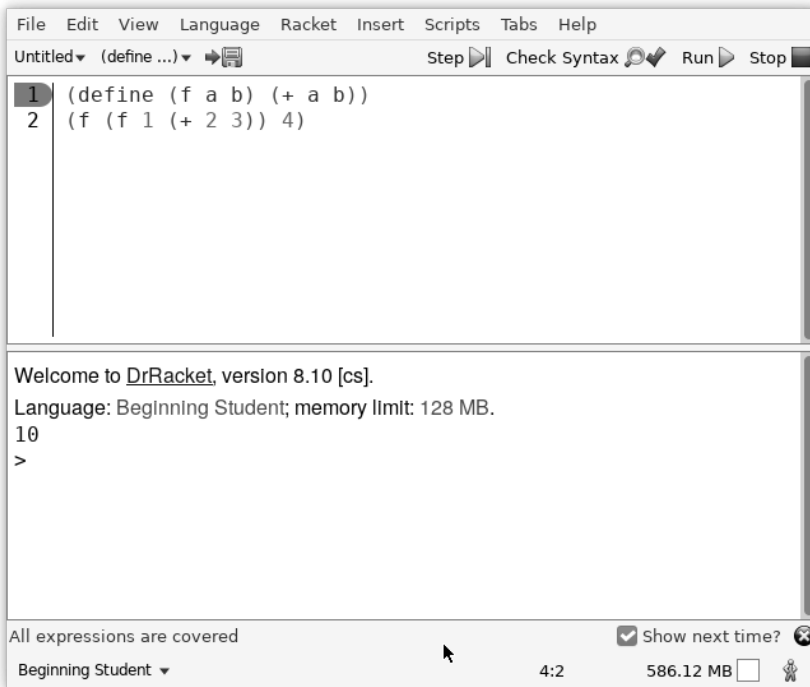 File Edit View Language Racket Insert Scripts Tabs Help
Untitled (define ...) Step Check Syntax Run Stop
1 (define (f a b) (+ a b))
2 (f (f 1 (+ 2 3)) 4)
Welcome to DrRacket, version 8.10 [cs].
Language: Beginning Student; memory limit: 128 MB.
10
>
All expressions are covered Show next time?
Beginning Student 4:2 586.12 MB